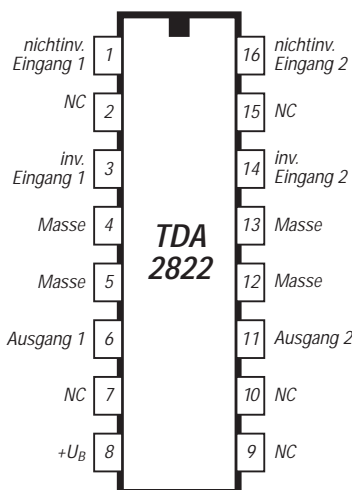 nichtinv.
Eingang 1
1
16
nichtinv.
Eingang 2
NC
2
15
NC
inv.
Eingang 1
3
14
inv.
Eingang 2
Masse
4
13
Masse
TDA
2822
Masse
5
12
Masse
Ausgang 1
6
11
Ausgang 2
NC
7
10
NC
+UB
8
9
NC